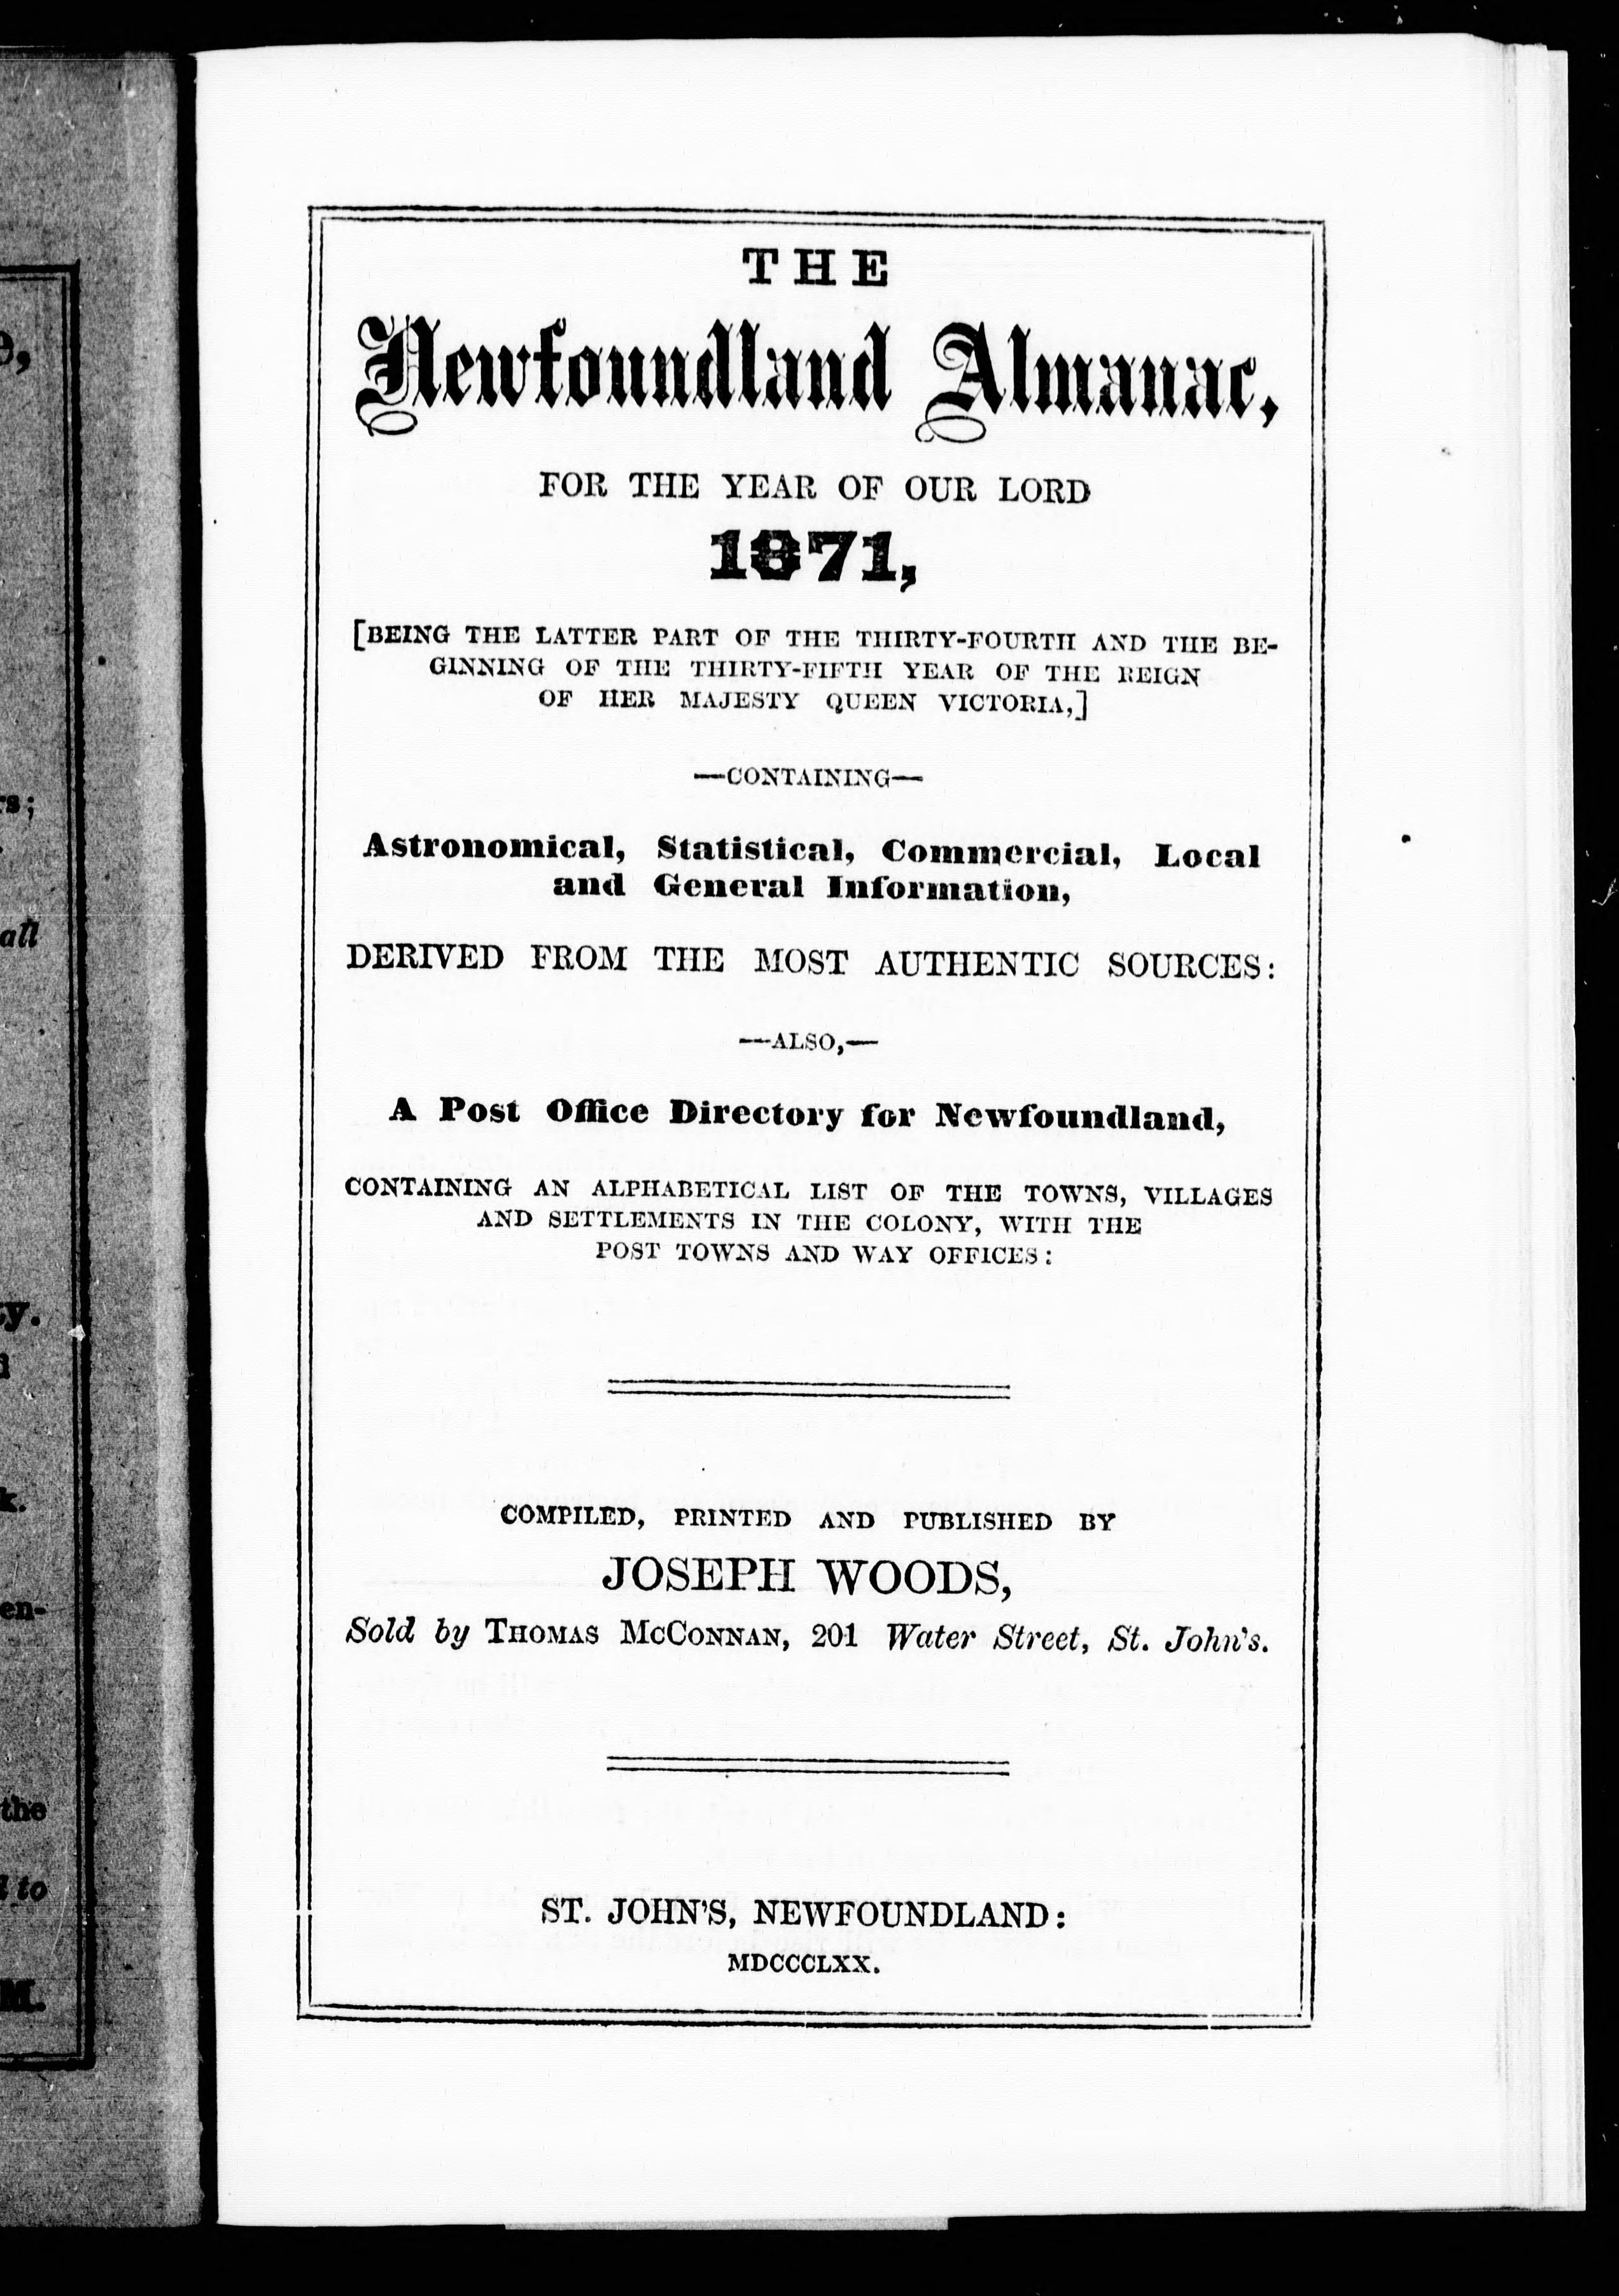 THE
Newfoundland Almanac,
FOR THE YEAR OF OUR LORD
1871,
[BEING THE LATTER PART OF THE THIRTY-FOURTH AND THE BE-
GINNING OF THE THIRTY-FIFTH YEAR OF THE REIGN
OF HER MAJESTY QUEEN VICTORIA,]
—CONTAINING—
Astronomical, Statistical, Commercial, Local
and General Information,
DERIVED FROM THE MOST AUTHENTIC SOURCES:
—ALSO,—
A Post Office Directory for Newfoundland,
CONTAINING AN ALPHABETICAL LIST OF THE TOWNS, VILLAGES
AND SETTLEMENTS IN THE COLONY, WITH THE
POST TOWNS AND WAY OFFICES:
COMPILED, PRINTED AND PUBLISHED BY
JOSEPH WOODS,
Sold by THOMAS MCCONNAN, 201 Water Street, St. John's.
ST. JOHN'S, NEWFOUNDLAND:
MDCCCLXX.